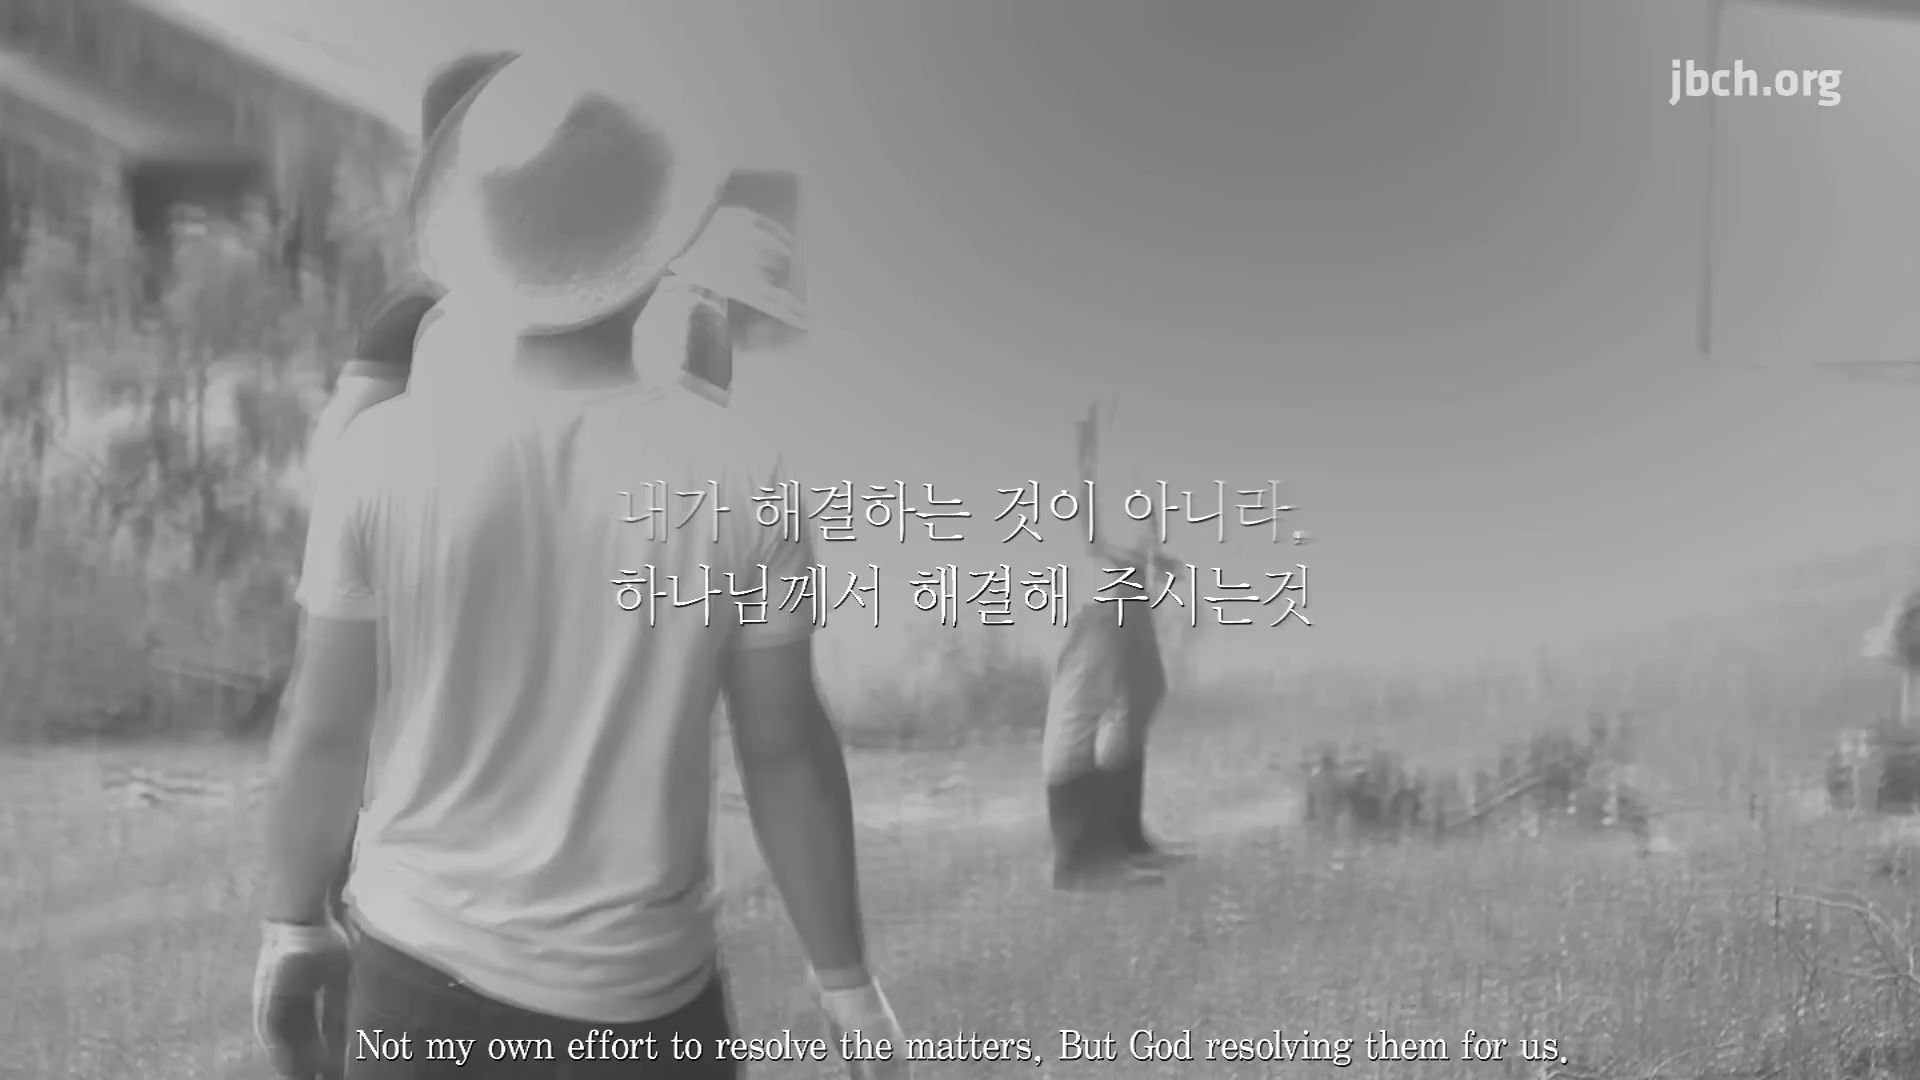 jbch.org
내가 해결하는 것이 아니라,
하나님께서 해결해 주시는것
Not my own effort to resolve the matters, But God resolving them for us.